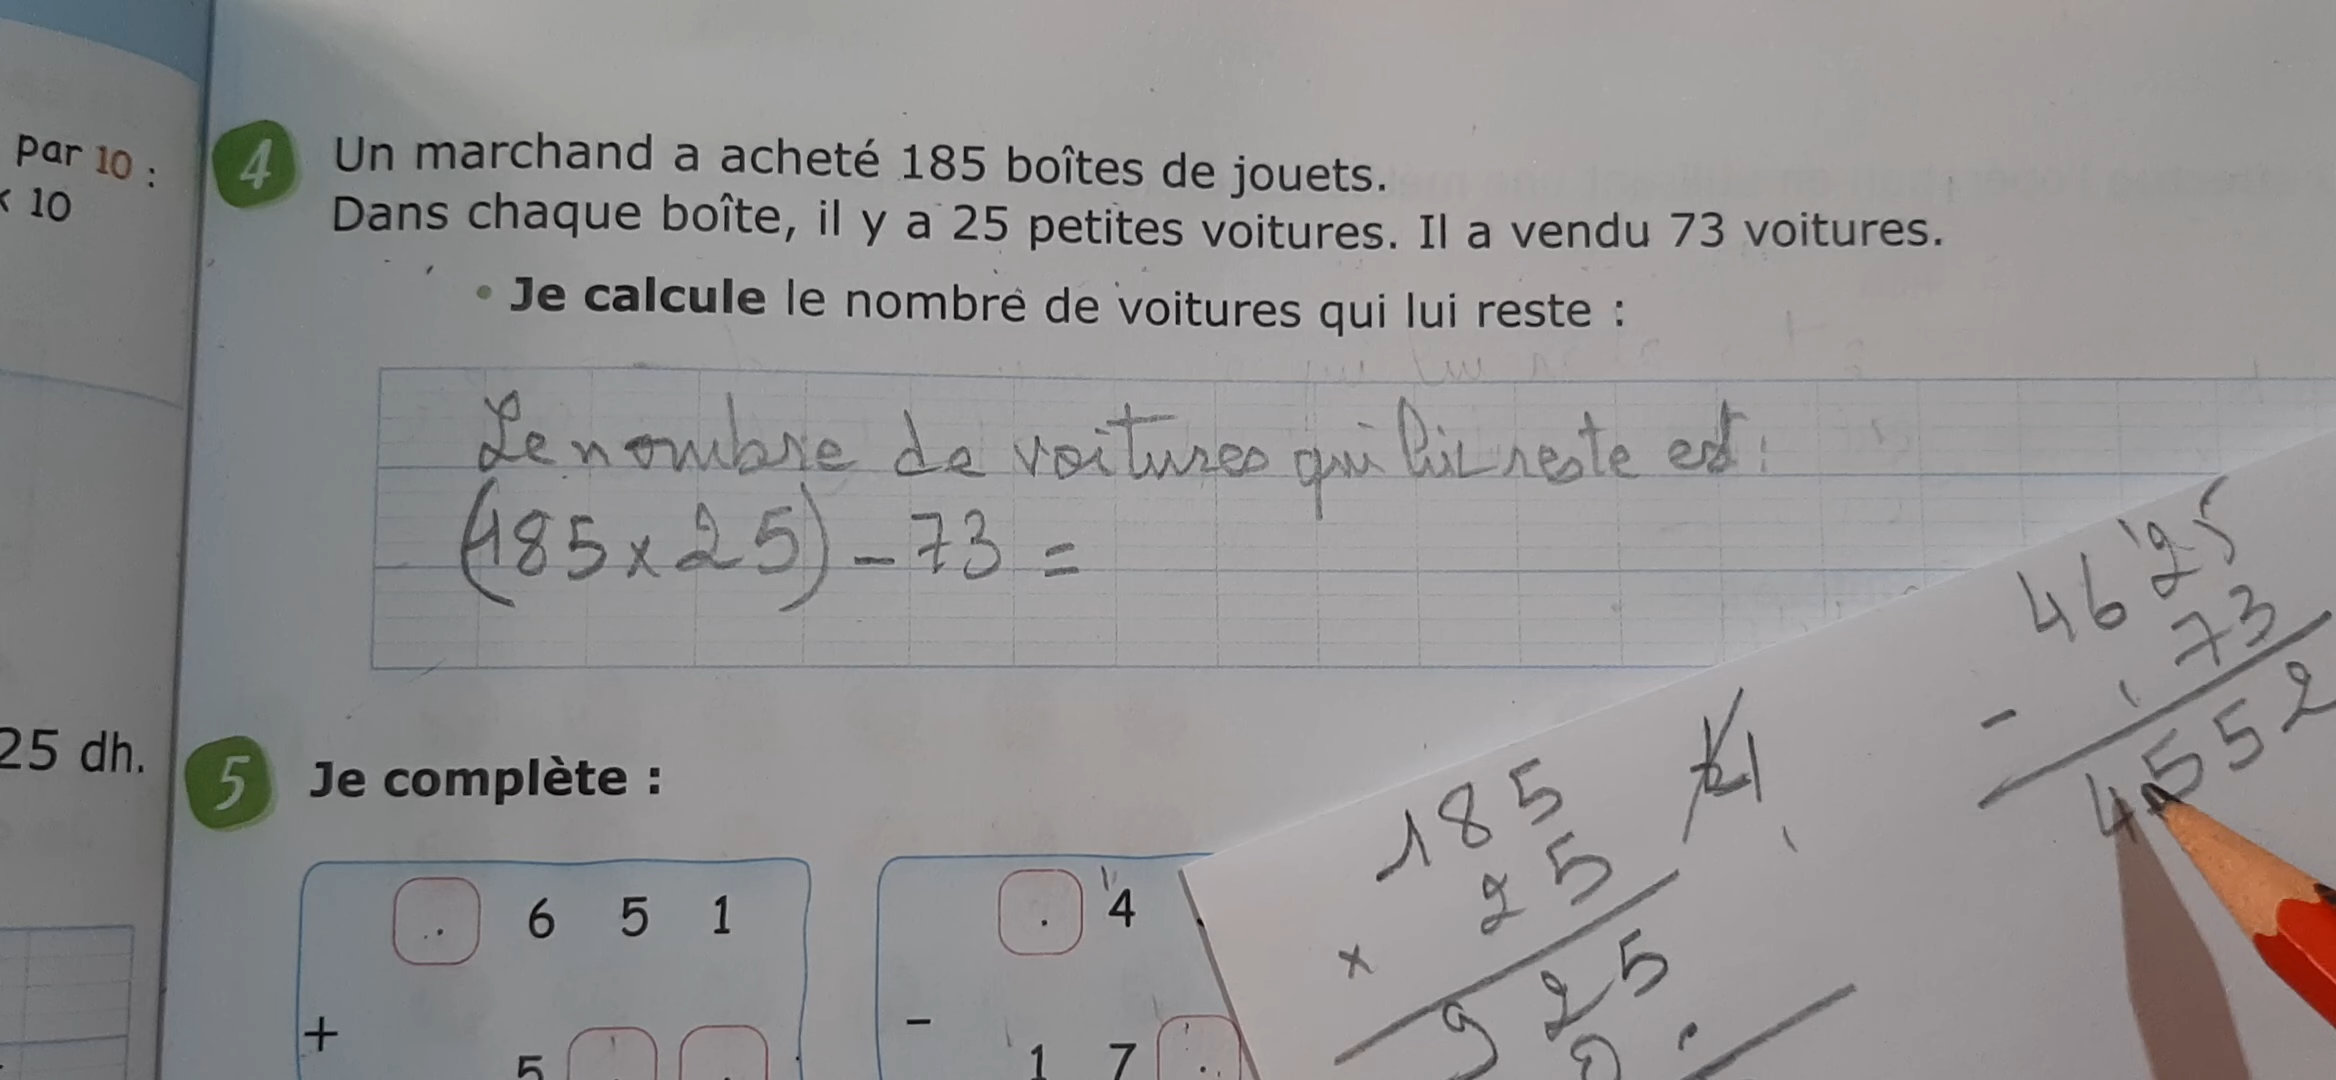 par 10 :
10
25 dh.
4
Un marchand a acheté 185 boîtes de jouets.
Dans chaque boîte, il y a 25 petites voitures. Il a vendu 73 voitures.
• Je calcule le nombre de voitures qui lui reste :
Le nombre de voitures qui lui reste est :
(185 x 25) - 73 =
4625
- 73
4552
185
x 25
925
5 Je complète :
. 6 5 1
+ 5 . .
. 4
- 1 7 .